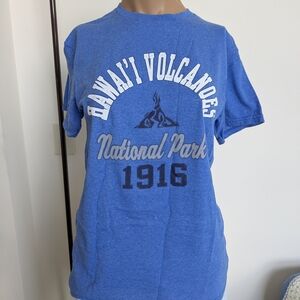 HAWAI'I VOLCANOES
National Park
1916